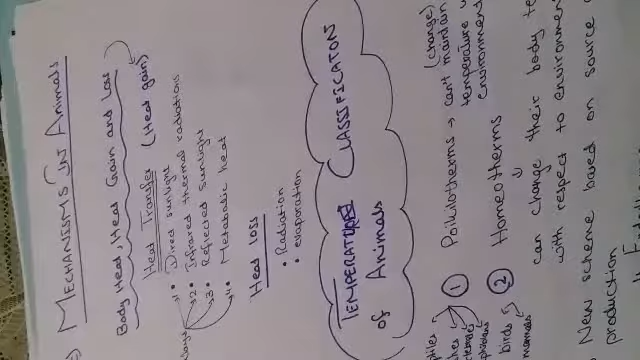 MECHANISMS IN ANIMALS
Body Heat, Heat Gain and Loss
Heat Transfer (Heat gain)
1 • Direct sunlight
2 • Infrared thermal radiations
3 • Reflected sunlight
4 • Metabolic heat
Heat loss
• Radiation
• evaporation
TEMPERATURE CLASSIFICATON
of Animals
① Poikilotherms → can't maintain (change)
temperature
environment
② Homeotherms
birds
mammals
can change their body te
with respect to environmen
New scheme based on source
production